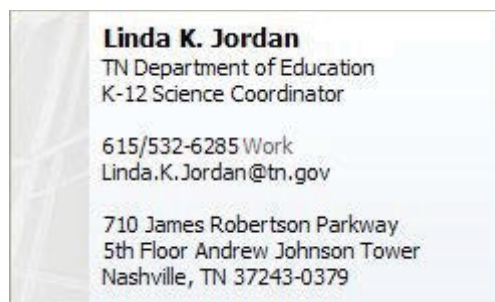 Linda K. Jordan
TN Department of Education
K-12 Science Coordinator
615/532-6285 Work
Linda.K.Jordan@tn.gov
710 James Robertson Parkway
5th Floor Andrew Johnson Tower
Nashville, TN 37243-0379